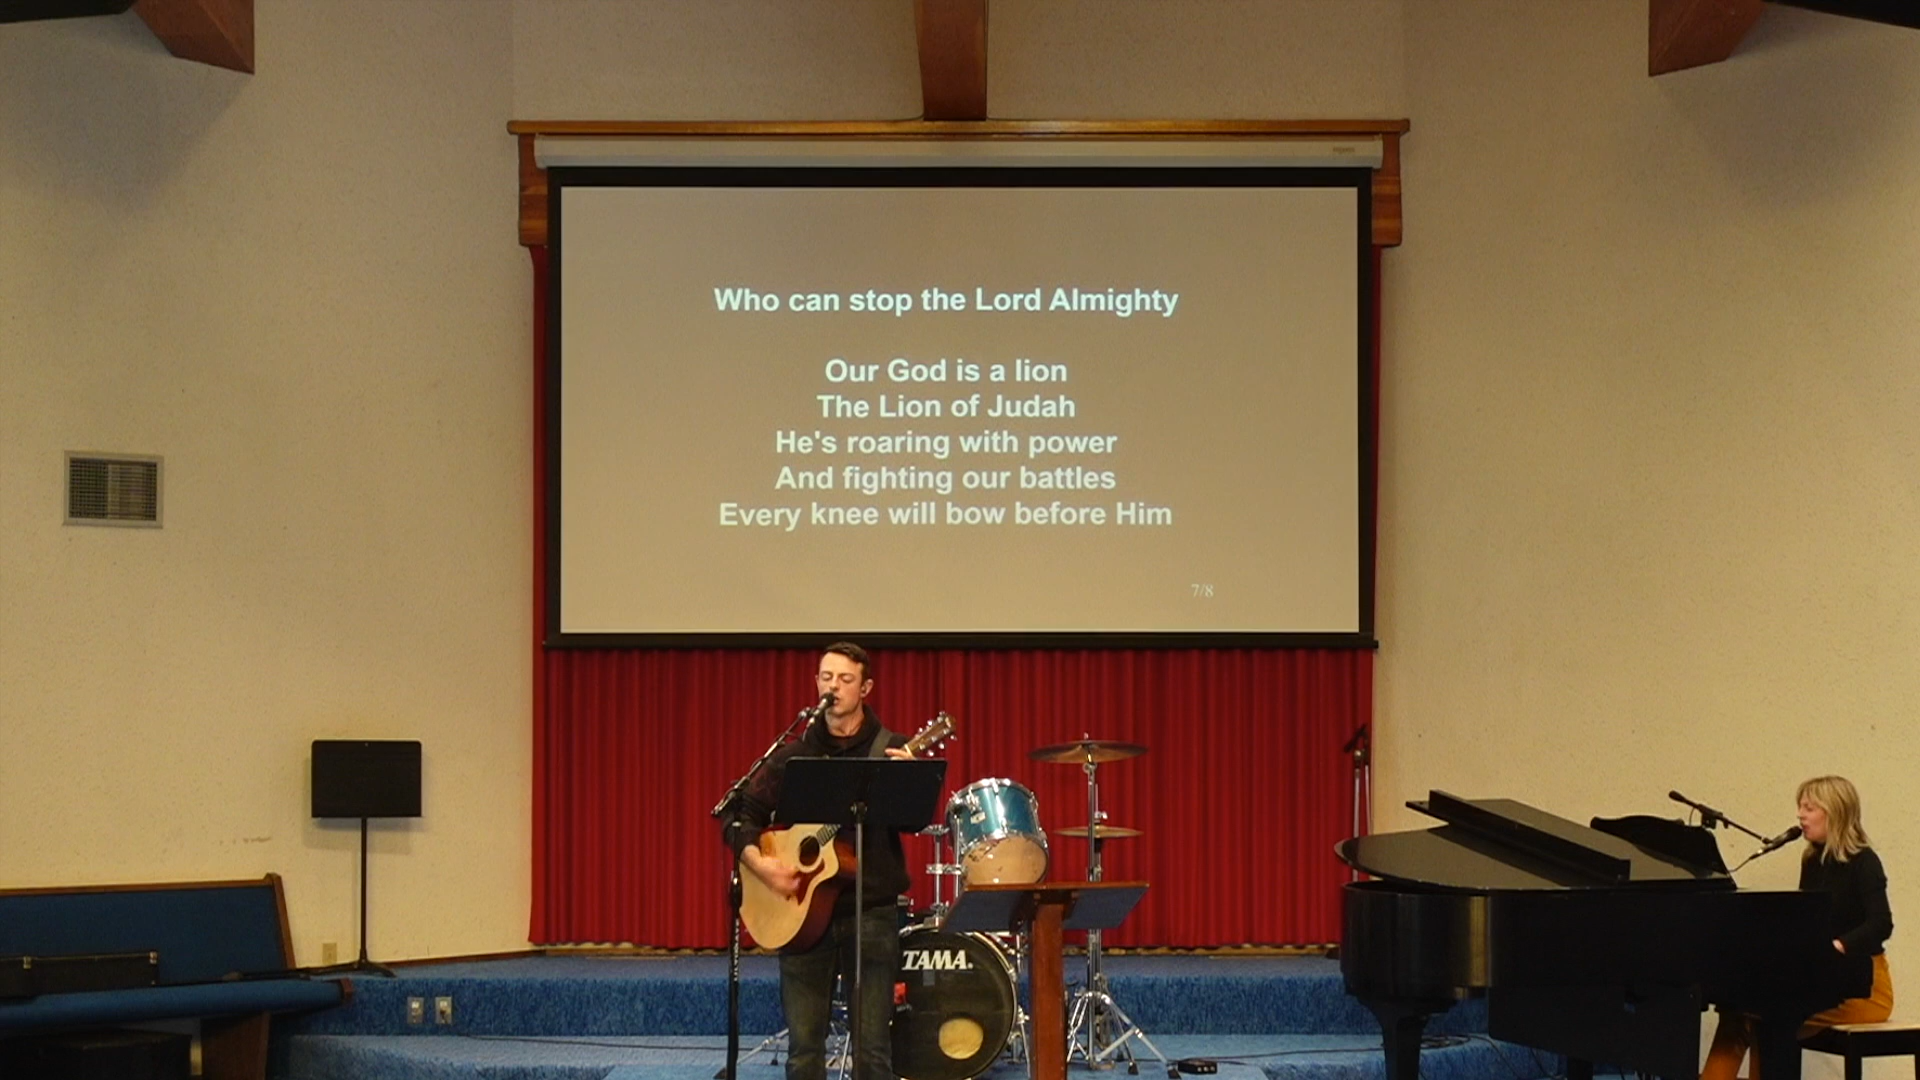 Who can stop the Lord Almighty
Our God is a lion
The Lion of Judah
He's roaring with power
And fighting our battles
Every knee will bow before Him
7/8
TAMA